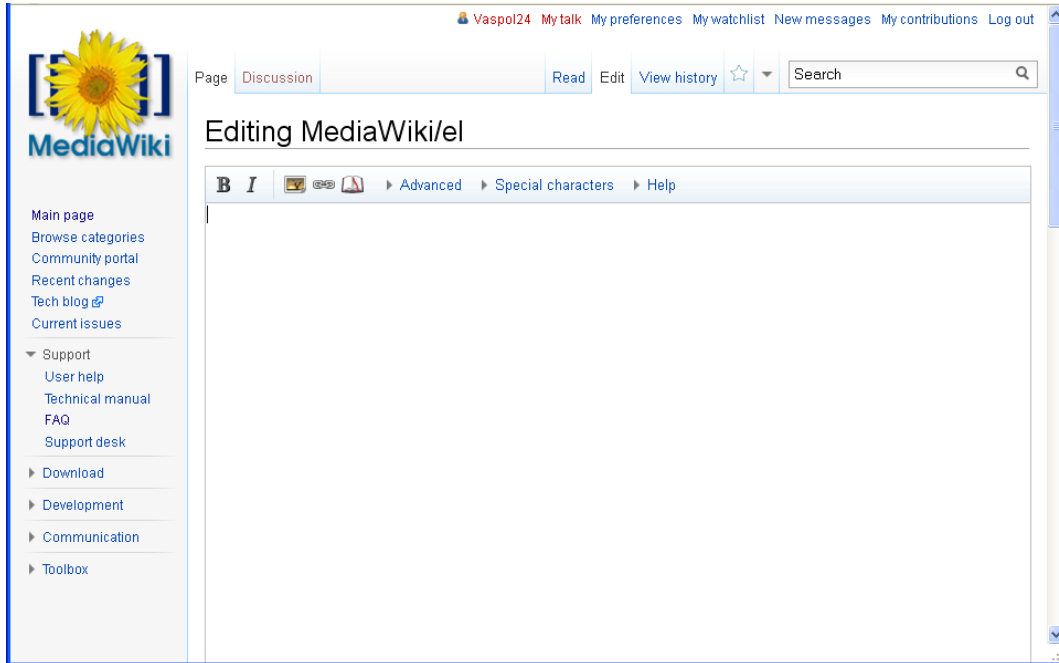 Vaspol24 My talk My preferences My watchlist New messages My contributions Log out
MediaWiki
Page Discussion Read Edit View history Search
Editing MediaWiki/el
B I Advanced Special characters Help
Main page
Browse categories
Community portal
Recent changes
Tech blog
Current issues
Support
User help
Technical manual
FAQ
Support desk
Download
Development
Communication
Toolbox